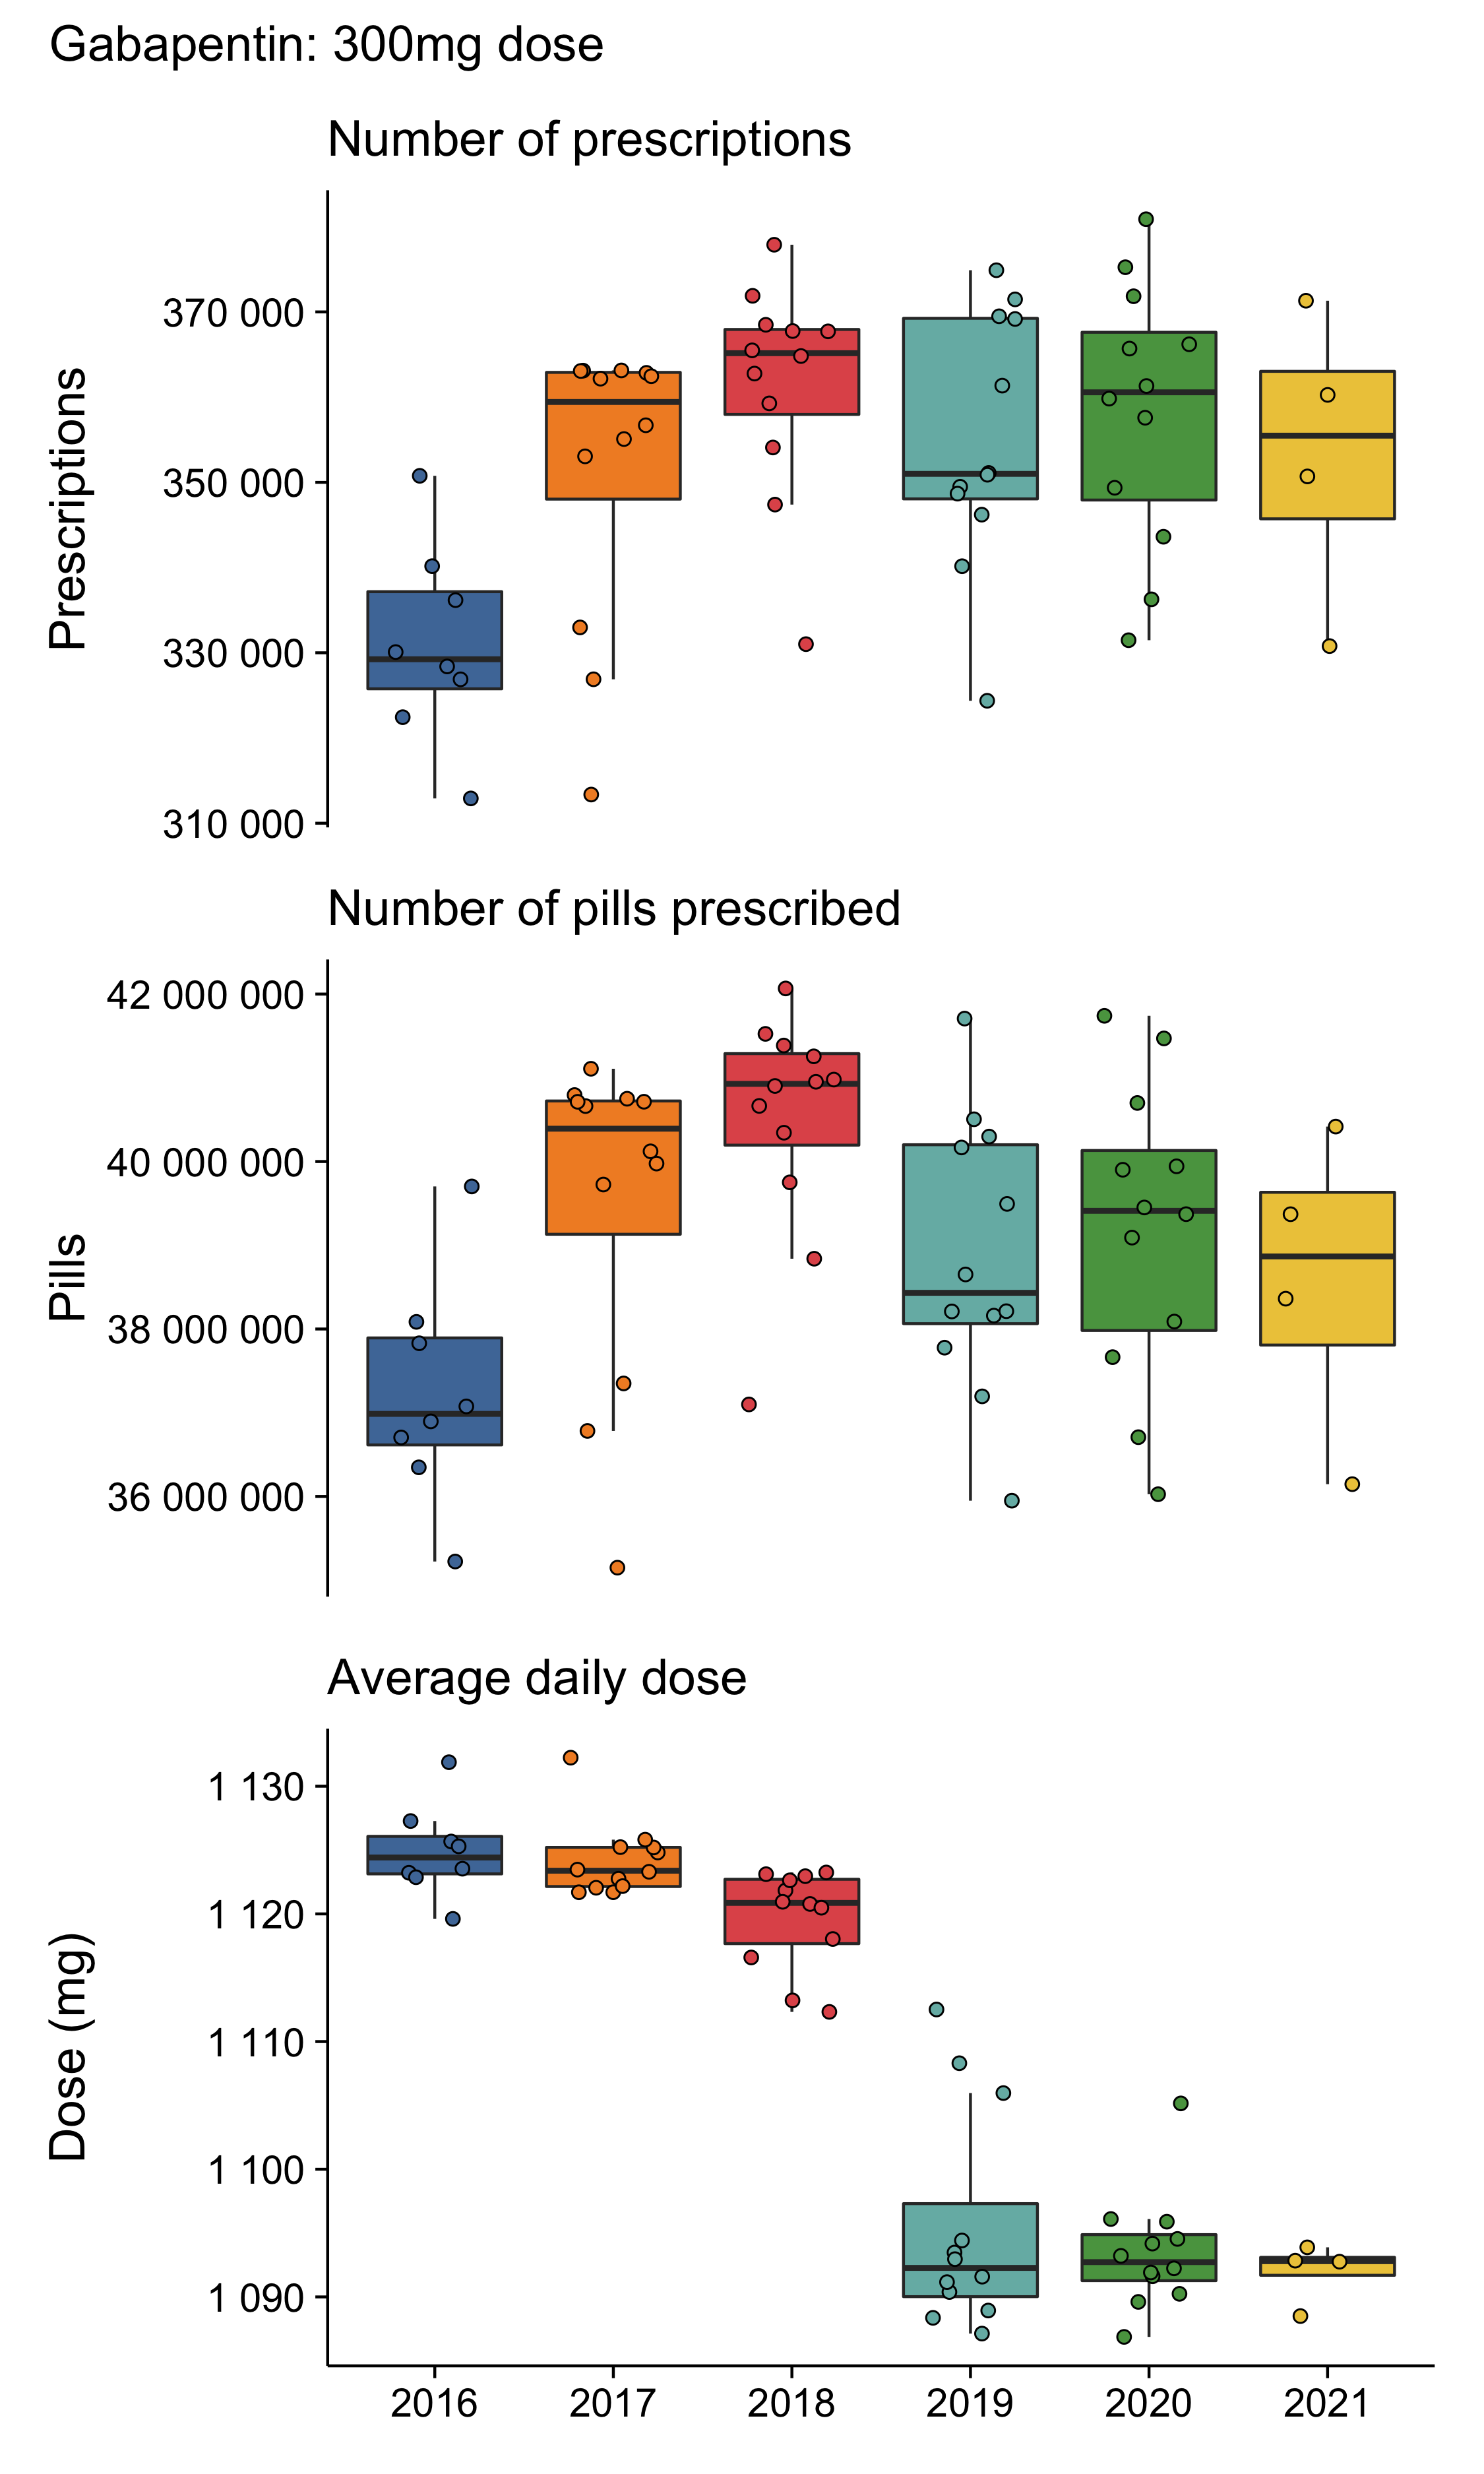 Gabapentin: 300mg dose
Number of prescriptions
Prescriptions
370 000
350 000
330 000
310 000
Number of pills prescribed
Pills
42 000 000
40 000 000
38 000 000
36 000 000
Average daily dose
Dose (mg)
1 130
1 120
1 110
1 100
1 090
2016 2017 2018 2019 2020 2021